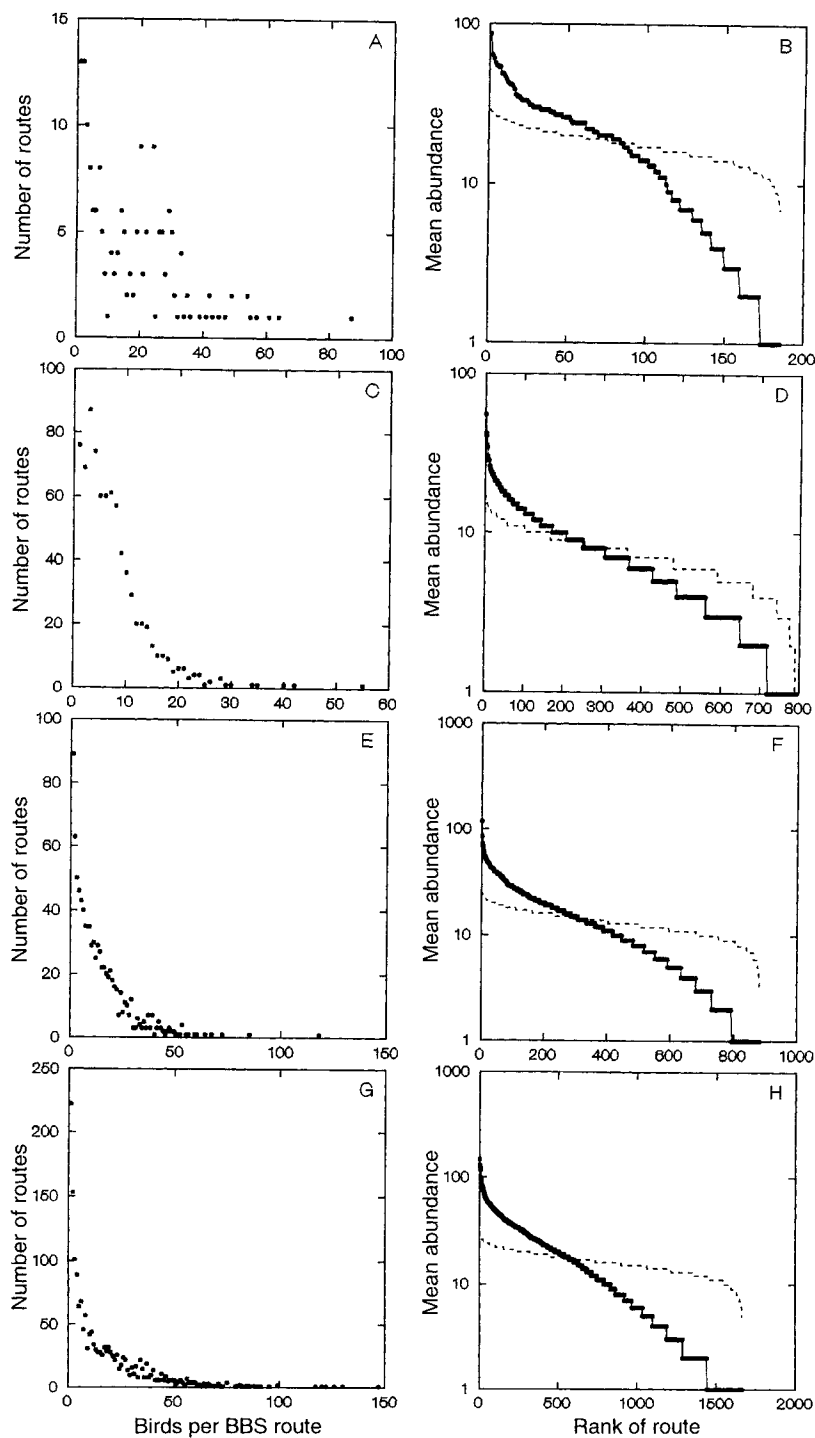 A
Number of routes
15
10
5
0
0 20 40 60 80 100
B
Mean abundance
100
10
1
0 50 100 150 200
C
Number of routes
100
80
60
40
20
0
0 10 20 30 40 50 60
D
Mean abundance
100
10
1
0 100 200 300 400 500 600 700 800
E
Number of routes
100
80
60
40
20
0
0 50 100 150
F
Mean abundance
1000
100
10
1
0 200 400 600 800 1000
G
Number of routes
250
200
150
100
50
0
0 50 100 150
Birds per BBS route
H
Mean abundance
1000
100
10
1
0 500 1000 1500 2000
Rank of route